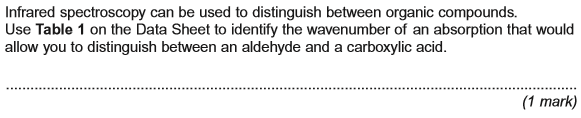 Infrared spectroscopy can be used to distinguish between organic compounds.
Use Table 1 on the Data Sheet to identify the wavenumber of an absorption that would
allow you to distinguish between an aldehyde and a carboxylic acid.
(1 mark)